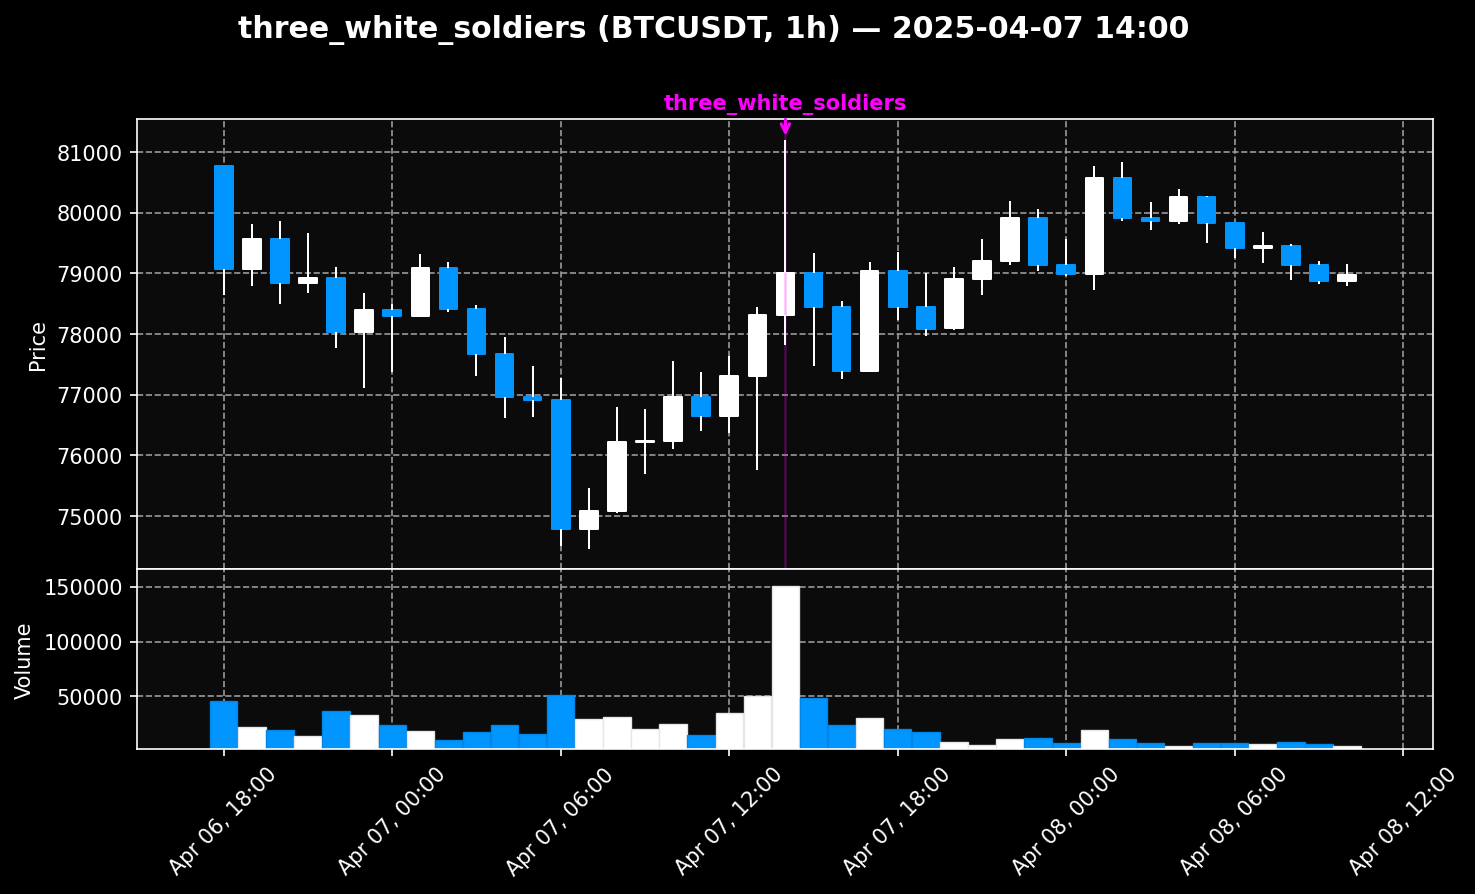 three_white_soldiers (BTCUSDT, 1h) — 2025-04-07 14:00
three_white_soldiers
81000
80000
79000
78000
77000
76000
75000
Price
150000
100000
50000
Volume
Apr 06, 18:00
Apr 07, 00:00
Apr 07, 06:00
Apr 07, 12:00
Apr 07, 18:00
Apr 08, 00:00
Apr 08, 06:00
Apr 08, 12:00